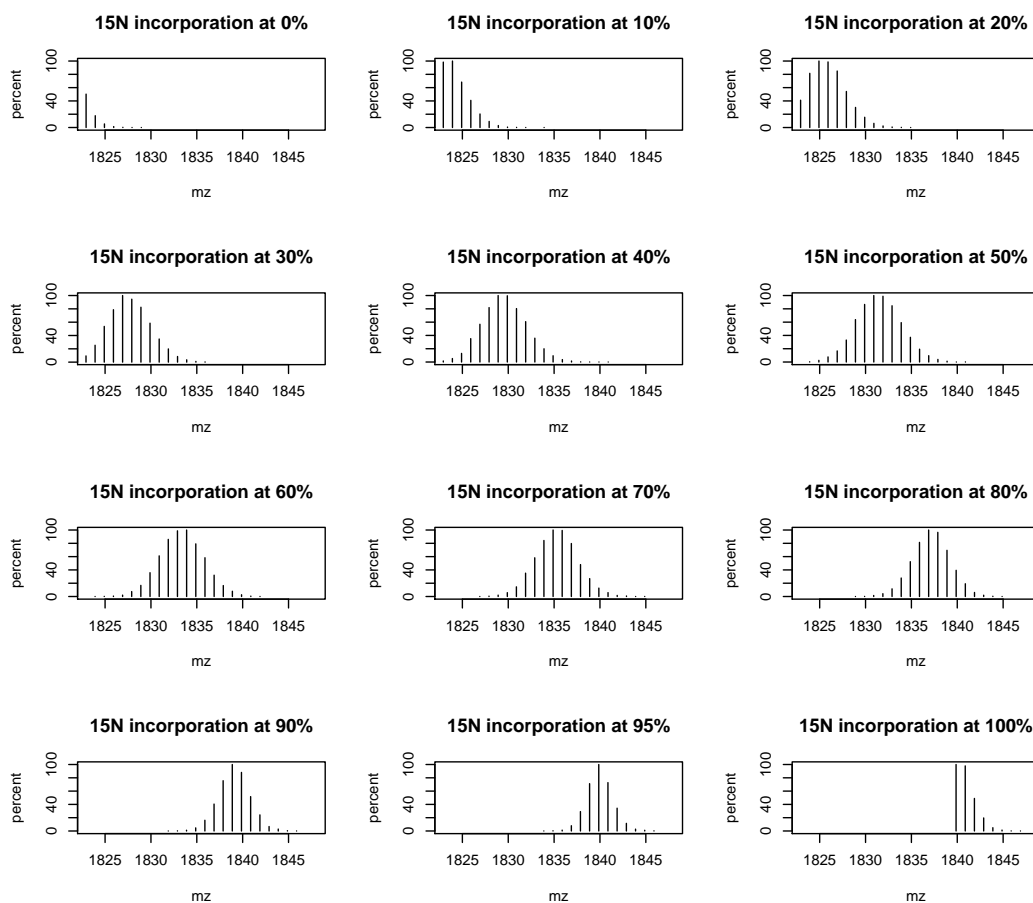 15N incorporation at 0%
percent
100
40
0
1825 1830 1835 1840 1845
mz
15N incorporation at 10%
percent
100
40
0
1825 1830 1835 1840 1845
mz
15N incorporation at 20%
percent
100
40
0
1825 1830 1835 1840 1845
mz
15N incorporation at 30%
percent
100
40
0
1825 1830 1835 1840 1845
mz
15N incorporation at 40%
percent
100
40
0
1825 1830 1835 1840 1845
mz
15N incorporation at 50%
percent
100
40
0
1825 1830 1835 1840 1845
mz
15N incorporation at 60%
percent
100
40
0
1825 1830 1835 1840 1845
mz
15N incorporation at 70%
percent
100
40
0
1825 1830 1835 1840 1845
mz
15N incorporation at 80%
percent
100
40
0
1825 1830 1835 1840 1845
mz
15N incorporation at 90%
percent
100
40
0
1825 1830 1835 1840 1845
mz
15N incorporation at 95%
percent
100
40
0
1825 1830 1835 1840 1845
mz
15N incorporation at 100%
percent
100
40
0
1825 1830 1835 1840 1845
mz